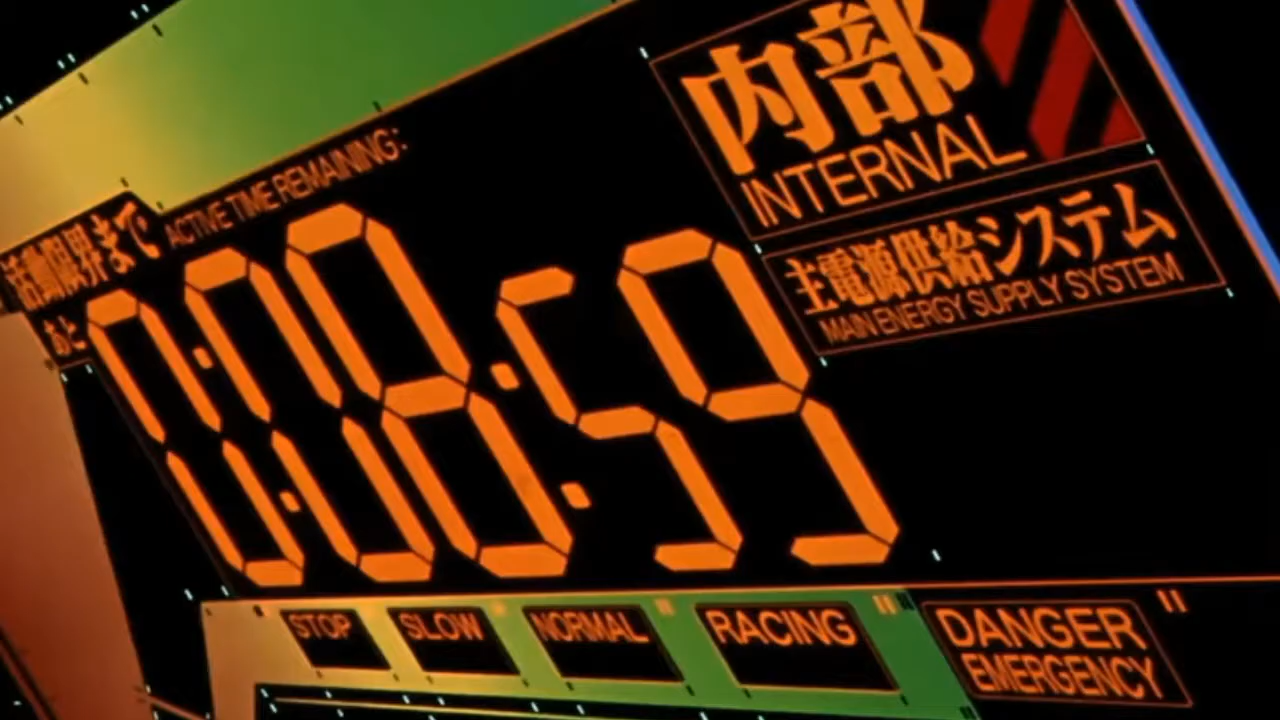 内部
INTERNAL
主電源供給システム
MAIN ENERGY SUPPLY SYSTEM
活動限界まで
ACTIVE TIME REMAINING:
あと
0:08:59
STOP
SLOW
NORMAL
RACING
DANGER
EMERGENCY